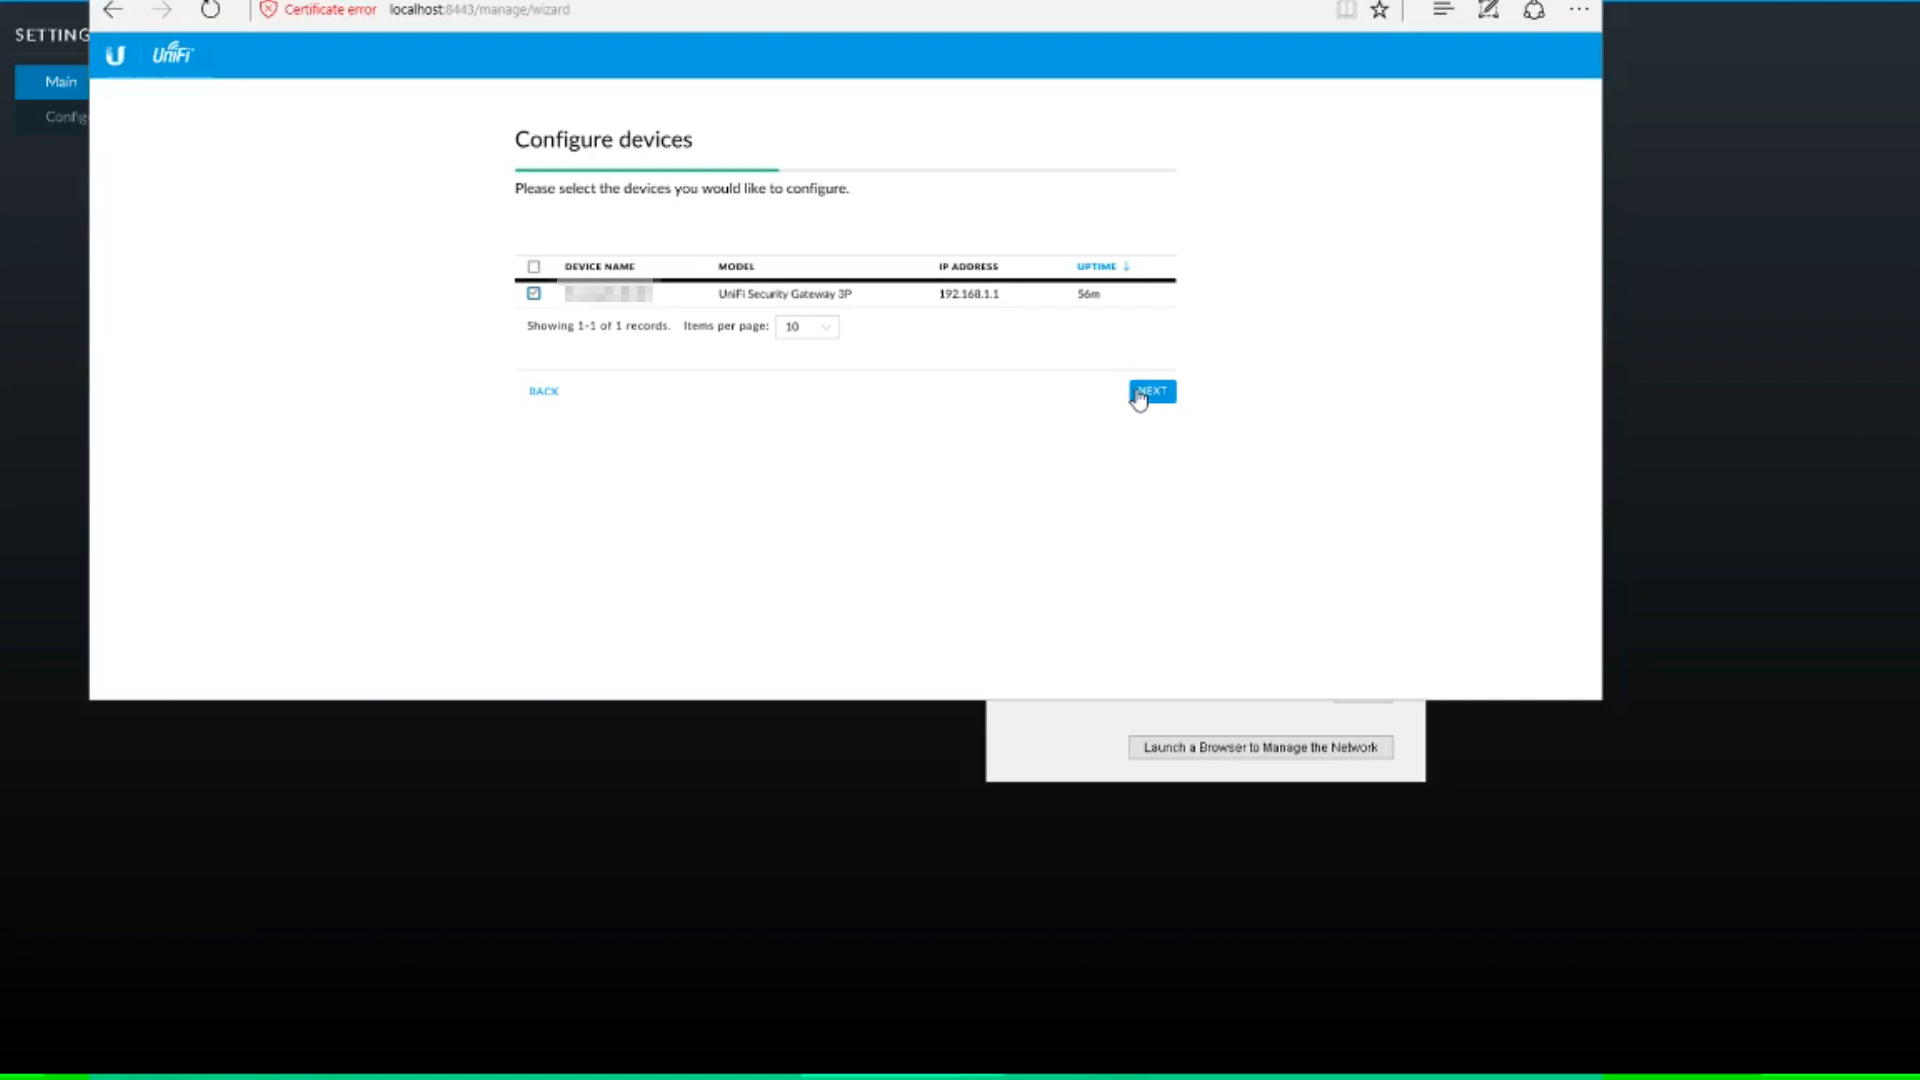 SETTING
Main
Config
Certificate error localhost:8443/manage/wizard
U UniFi
Configure devices
Please select the devices you would like to configure.
DEVICE NAME MODEL IP ADDRESS UPTIME
UniFi Security Gateway 3P 192.168.1.1 56m
Showing 1-1 of 1 records. Items per page: 10
BACK NEXT
Launch a Browser to Manage the Network